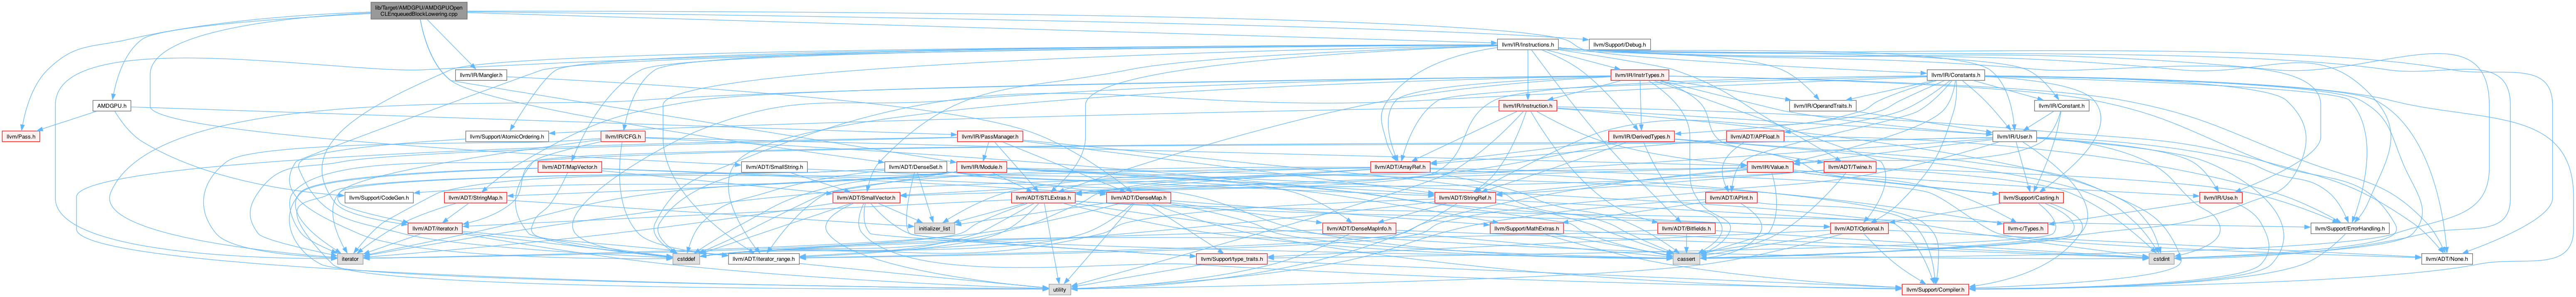 lib/Target/AMDGPU/AMDGPUOpen
CLEnqueuedBlockLowering.cpp
llvm/IR/Instructions.h
llvm/Support/Debug.h
llvm/IR/Mangler.h
llvm/IR/InstrTypes.h
llvm/IR/Constants.h
AMDGPU.h
llvm/IR/Instruction.h
llvm/IR/OperandTraits.h
llvm/IR/Constant.h
llvm/Pass.h
llvm/Support/AtomicOrdering.h
llvm/IR/CFG.h
llvm/IR/PassManager.h
llvm/IR/DerivedTypes.h
llvm/ADT/APFloat.h
llvm/IR/User.h
llvm/ADT/MapVector.h
llvm/ADT/SmallString.h
llvm/ADT/DenseSet.h
llvm/IR/Module.h
llvm/ADT/ArrayRef.h
llvm/IR/Value.h
llvm/ADT/Twine.h
llvm/Support/CodeGen.h
llvm/ADT/StringMap.h
llvm/ADT/SmallVector.h
llvm/ADT/STLExtras.h
llvm/ADT/DenseMap.h
llvm/ADT/StringRef.h
llvm/ADT/APInt.h
llvm/Support/Casting.h
llvm/IR/Use.h
llvm/ADT/iterator.h
initializer_list
llvm/ADT/DenseMapInfo.h
llvm/Support/MathExtras.h
llvm/ADT/Bitfields.h
llvm/ADT/Optional.h
llvm-c/Types.h
llvm/Support/ErrorHandling.h
iterator
cstddef
llvm/ADT/iterator_range.h
llvm/Support/type_traits.h
cassert
cstdint
llvm/ADT/None.h
utility
llvm/Support/Compiler.h